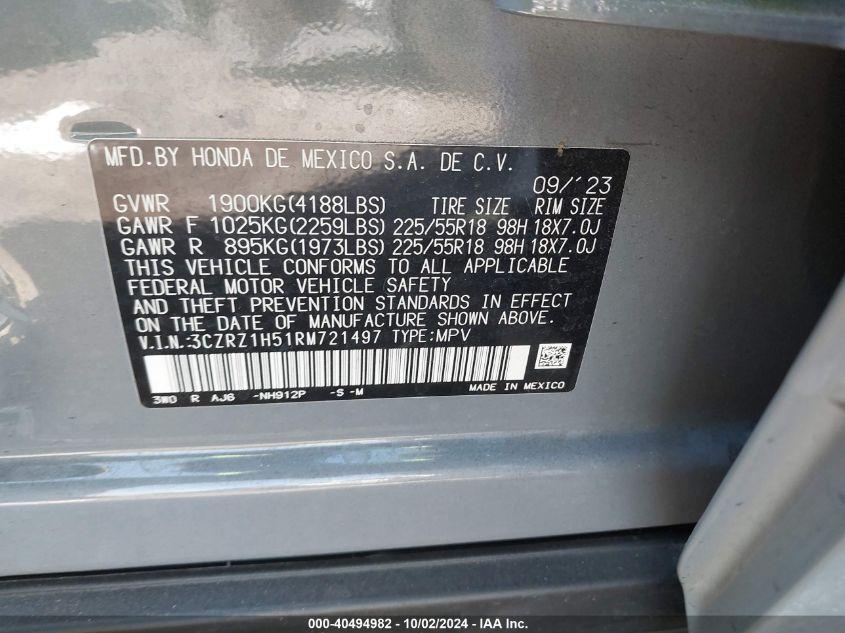 MFD.BY HONDA DE MEXICO S.A. DE C.V.
09/'23
GVWR 1900KG(4188LBS) TIRE SIZE RIM SIZE
GAWR F 1025KG(2259LBS) 225/55R18 98H 18X7.0J
GAWR R 895KG(1973LBS) 225/55R18 98H 18X7.0J
THIS VEHICLE CONFORMS TO ALL APPLICABLE
FEDERAL MOTOR VEHICLE SAFETY
AND THEFT PREVENTION STANDARDS IN EFFECT
ON THE DATE OF MANUFACTURE SHOWN ABOVE.
V.I.N.:3CZRZ1H51RM721497 TYPE:MPV
3W0 R AJ6 -NH912P -S -M MADE IN MEXICO
000-40494982 - 10/02/2024 - IAA Inc.